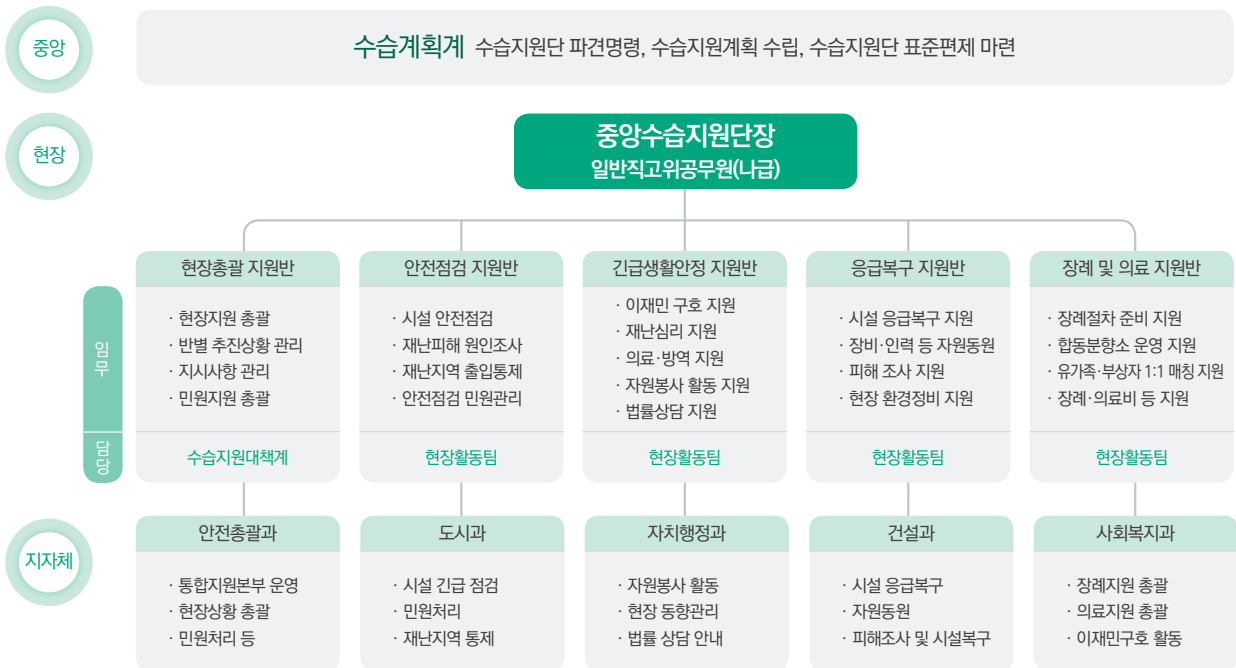 중앙
수습계획계 수습지원단 파견명령, 수습지원계획 수립, 수습지원단 표준편제 마련
현장
중앙수습지원단장
일반직고위공무원(나급)
현장총괄 지원반
안전점검 지원반
긴급생활안정 지원반
응급복구 지원반
장례 및 의료 지원반
임무
· 현장지원 총괄
· 반별 추진상황 관리
· 지시사항 관리
· 민원지원 총괄
· 시설 안전점검
· 재난피해 원인조사
· 재난지역 출입통제
· 안전점검 민원관리
· 이재민 구호 지원
· 재난심리 지원
· 의료·방역 지원
· 자원봉사 활동 지원
· 법률상담 지원
· 시설 응급복구 지원
· 장비·인력 등 자원동원
· 피해 조사 지원
· 현장 환경정비 지원
· 장례절차 준비 지원
· 합동분향소 운영 지원
· 유가족·부상자 1:1 매칭 지원
· 장례·의료비 등 지원
담당
수습지원대책계
현장활동팀
현장활동팀
현장활동팀
현장활동팀
지자체
안전총괄과
도시과
자치행정과
건설과
사회복지과
· 통합지원본부 운영
· 현장상황 총괄
· 민원처리 등
· 시설 긴급 점검
· 민원처리
· 재난지역 통제
· 자원봉사 활동
· 현장 동향관리
· 법률 상담 안내
· 시설 응급복구
· 자원동원
· 피해조사 및 시설복구
· 장례지원 총괄
· 의료지원 총괄
· 이재민구호 활동